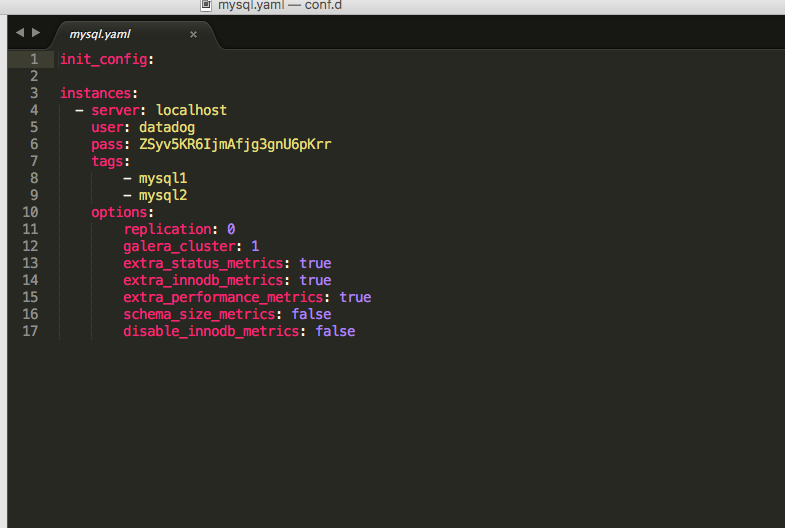 mysql.yaml — conf.d
mysql.yaml ×
1 init_config:
2
3 instances:
4 - server: localhost
5 user: datadog
6 pass: ZSyv5KR6IjmAfjg3gnU6pKrr
7 tags:
8 - mysql1
9 - mysql2
10 options:
11 replication: 0
12 galera_cluster: 1
13 extra_status_metrics: true
14 extra_innodb_metrics: true
15 extra_performance_metrics: true
16 schema_size_metrics: false
17 disable_innodb_metrics: false